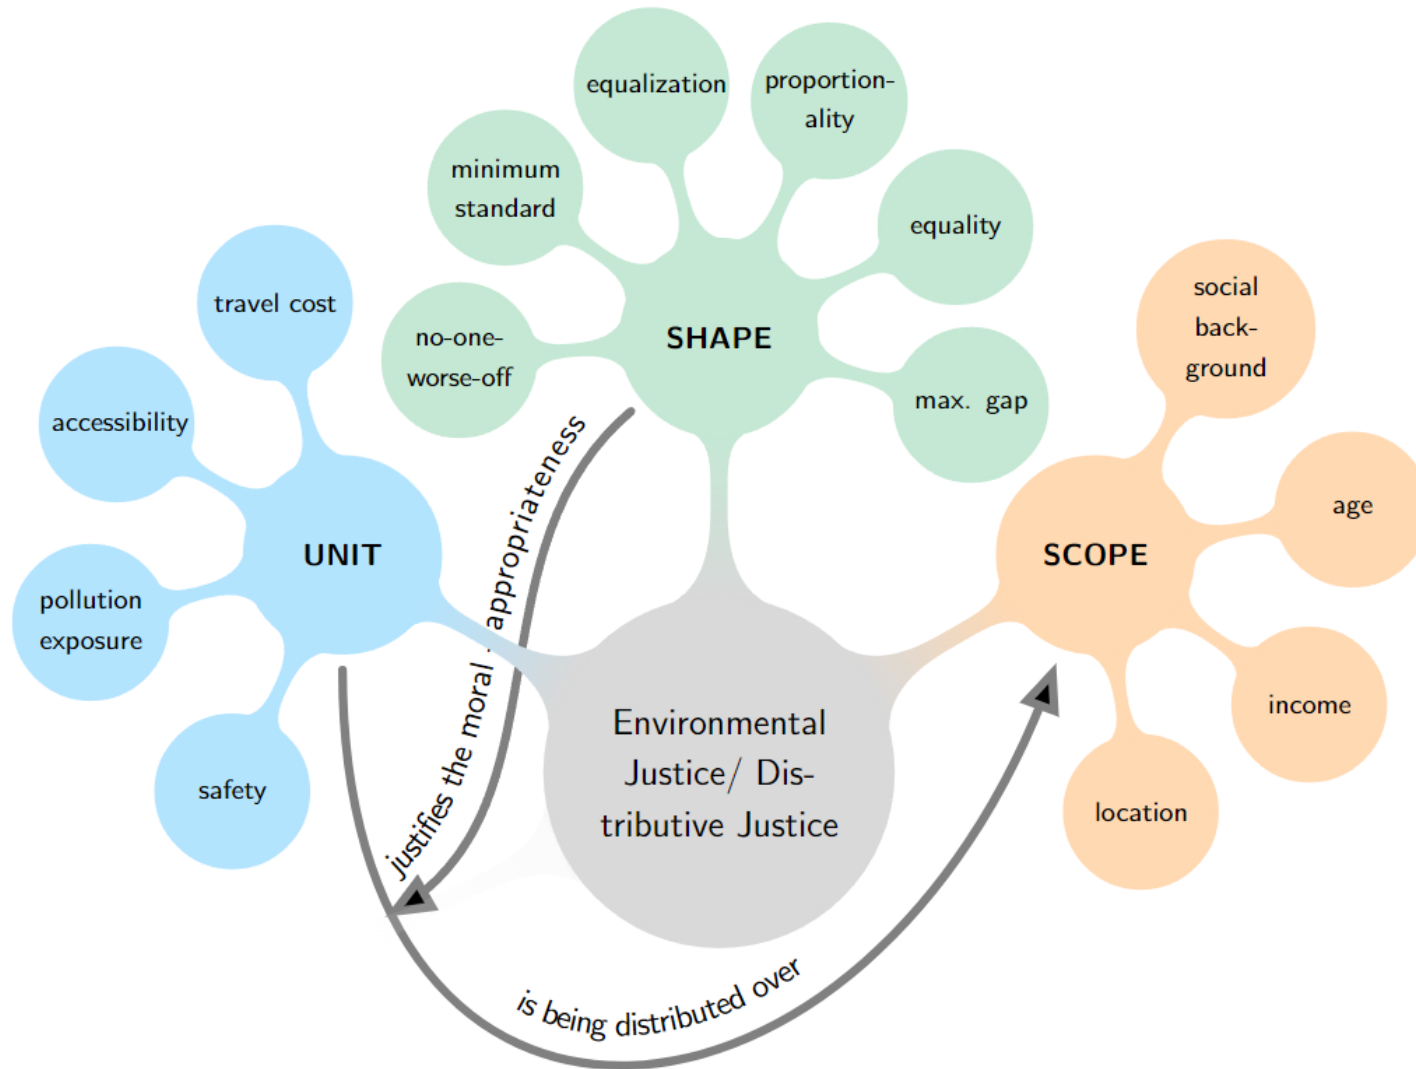 equalization
proportion-
ality
minimum
standard
equality
no-one-
worse-off
SHAPE
max. gap
travel cost
accessibility
UNIT
pollution
exposure
safety
social
back-
ground
age
SCOPE
income
location
justifies the moral appropriateness
Environmental
Justice/ Dis-
tributive Justice
is being distributed over